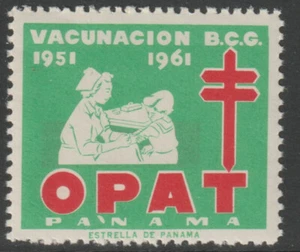 VACUNACION B.C.G.
1951 1961
OPAT
PANAMA
ESTRELLA DE PANAMA